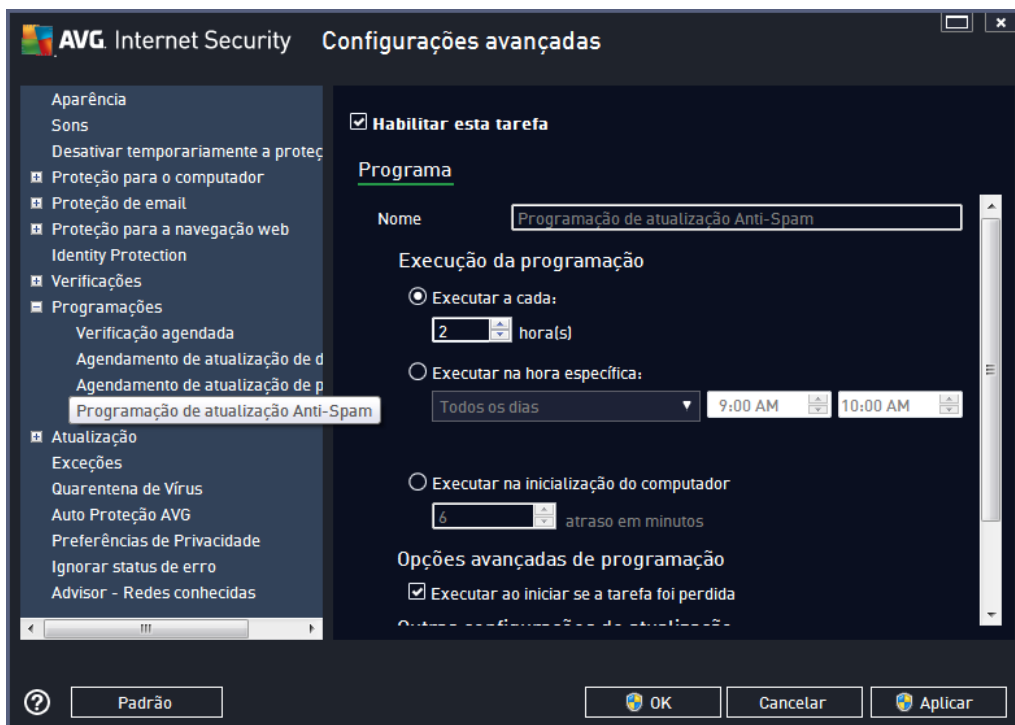 AVG. Internet Security Configurações avançadas
Aparência
Sons
Desativar temporariamente a proteç
Proteção para o computador
Proteção de email
Proteção para a navegação web
Identity Protection
Verificações
Programações
Verificação agendada
Agendamento de atualização de d
Agendamento de atualização de p
Programação de atualização Anti-Spam
Atualização
Exceções
Quarentena de Vírus
Auto Proteção AVG
Preferências de Privacidade
Ignorar status de erro
Advisor - Redes conhecidas
Habilitar esta tarefa
Programa
Nome Programação de atualização Anti-Spam
Execução da programação
Executar a cada:
2 hora(s)
Executar na hora específica:
Todos os dias 9:00 AM 10:00 AM
Executar na inicialização do computador
6 atraso em minutos
Opções avançadas de programação
Executar ao iniciar se a tarefa foi perdida
Outras configurações de atualização
Padrão OK Cancelar Aplicar